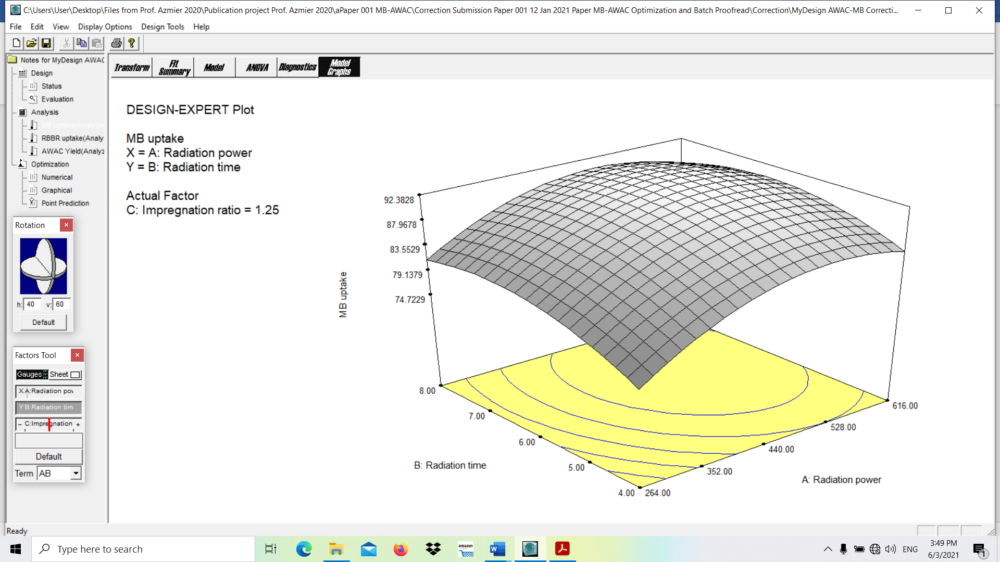 C:\Users\User\Desktop\Files from Prof. Azmier 2020\Publication project Prof. Azmier 2020\aPaper 001 MB-AWAC\Correction Submission Paper 001 12 Jan 2021 Paper MB-AWAC Optimization and Batch Proofread\Correction\MyDesign AWAC-MB Correcti...
File Edit View Display Options Design Tools Help
Notes for MyDesign AWAC
Design
Status
Evaluation
Analysis
MB uptake(Analyze
RBBR uptake(Analy
AWAC Yield(Analyz
Optimization
Numerical
Graphical
Point Prediction
Transform
Fit Summary
Model
ANOVA
Diagnostics
Model Graphs
Rotation
h: 40 v: 60
Default
Factors Tool
Gauges Sheet
X A:Radiation pow
Y B:Radiation tim
− C:Impregnation +
Default
Term AB
DESIGN-EXPERT Plot
MB uptake
X = A: Radiation power
Y = B: Radiation time
Actual Factor
C: Impregnation ratio = 1.25
92.3828
87.9678
83.5529
79.1379
74.7229
MB uptake
8.00
7.00
6.00
5.00
4.00
B: Radiation time
264.00
352.00
440.00
528.00
616.00
A: Radiation power
Ready
Type here to search
amazon
ENG
3:49 PM
6/3/2021
1